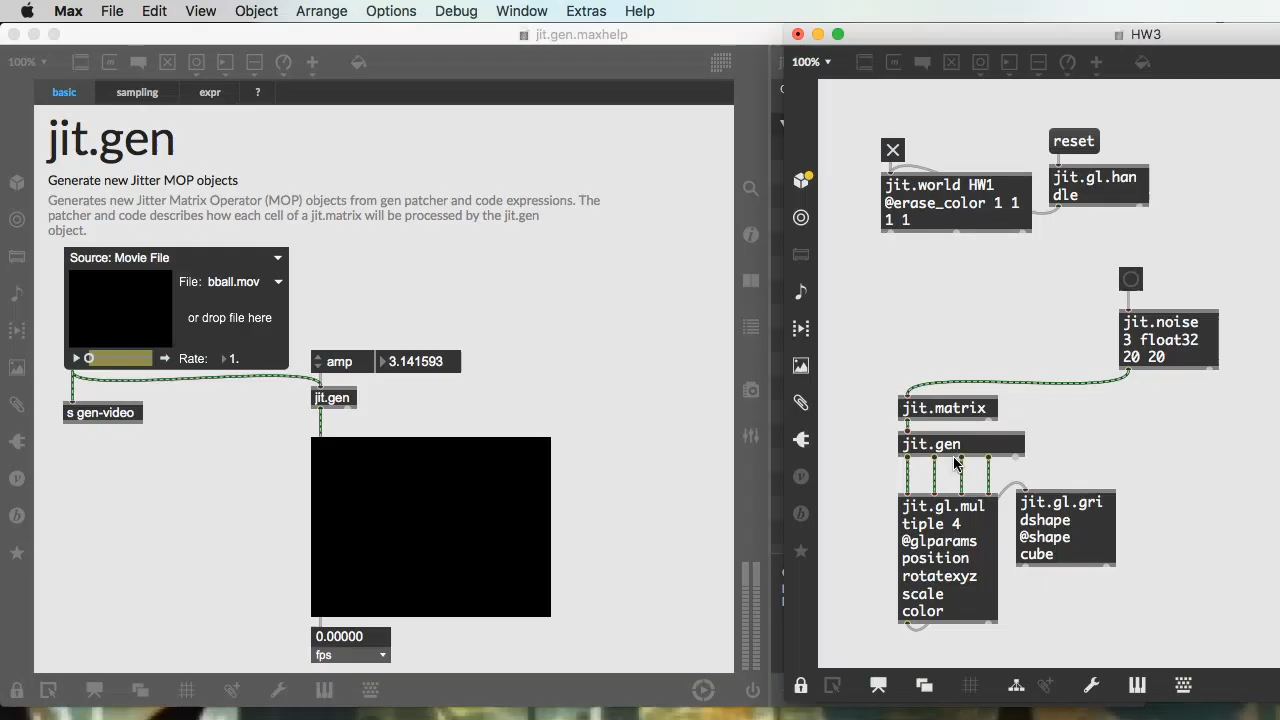 Max File Edit View Object Arrange Options Debug Window Extras Help
jit.gen.maxhelp
100%
basic sampling expr ?
jit.gen
Generate new Jitter MOP objects
Generates new Jitter Matrix Operator (MOP) objects from gen patcher and code expressions. The
patcher and code describes how each cell of a jit.matrix will be processed by the jit.gen
object.
Source: Movie File
File: bball.mov
or drop file here
Rate: 1.
amp 3.141593
jit.gen
s gen-video
0.00000
fps
HW3
100%
reset
jit.world HW1
@erase_color 1 1
1 1
jit.gl.han
dle
jit.noise
3 float32
20 20
jit.matrix
jit.gen
jit.gl.mul
tiple 4
@glparams
position
rotatexyz
scale
color
jit.gl.gri
dshape
@shape
cube